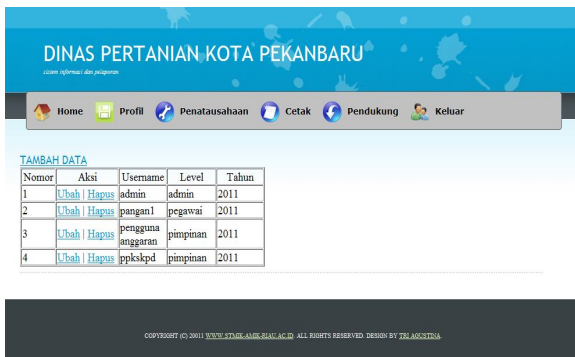 DINAS PERTANIAN KOTA PEKANBARU
sistem informasi dan pelaporan
Home Profil Penatausahaan Cetak Pendukung Keluar
TAMBAH DATA
Nomor Aksi Username Level Tahun
1 Ubah | Hapus admin admin 2011
2 Ubah | Hapus pangan1 pegawai 2011
3 Ubah | Hapus pengguna anggaran pimpinan 2011
4 Ubah | Hapus ppkskpd pimpinan 2011
COPYRIGHT (C) 20011 WWW.STMIK-AMIK-RIAU.AC.ID. ALL RIGHTS RESERVED. DESIGN BY TRI AGUSTINA.